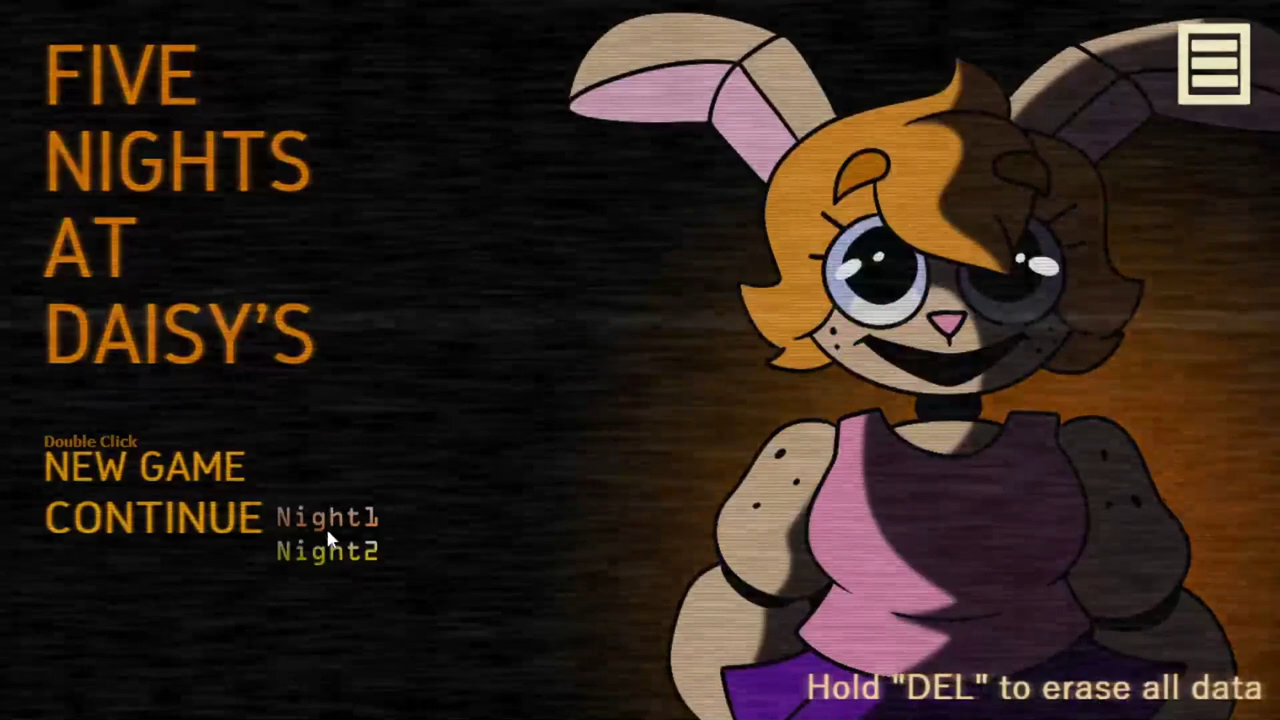 FIVE
NIGHTS
AT
DAISY'S
Double Click
NEW GAME
CONTINUE Night1
Night2
Hold "DEL" to erase all data